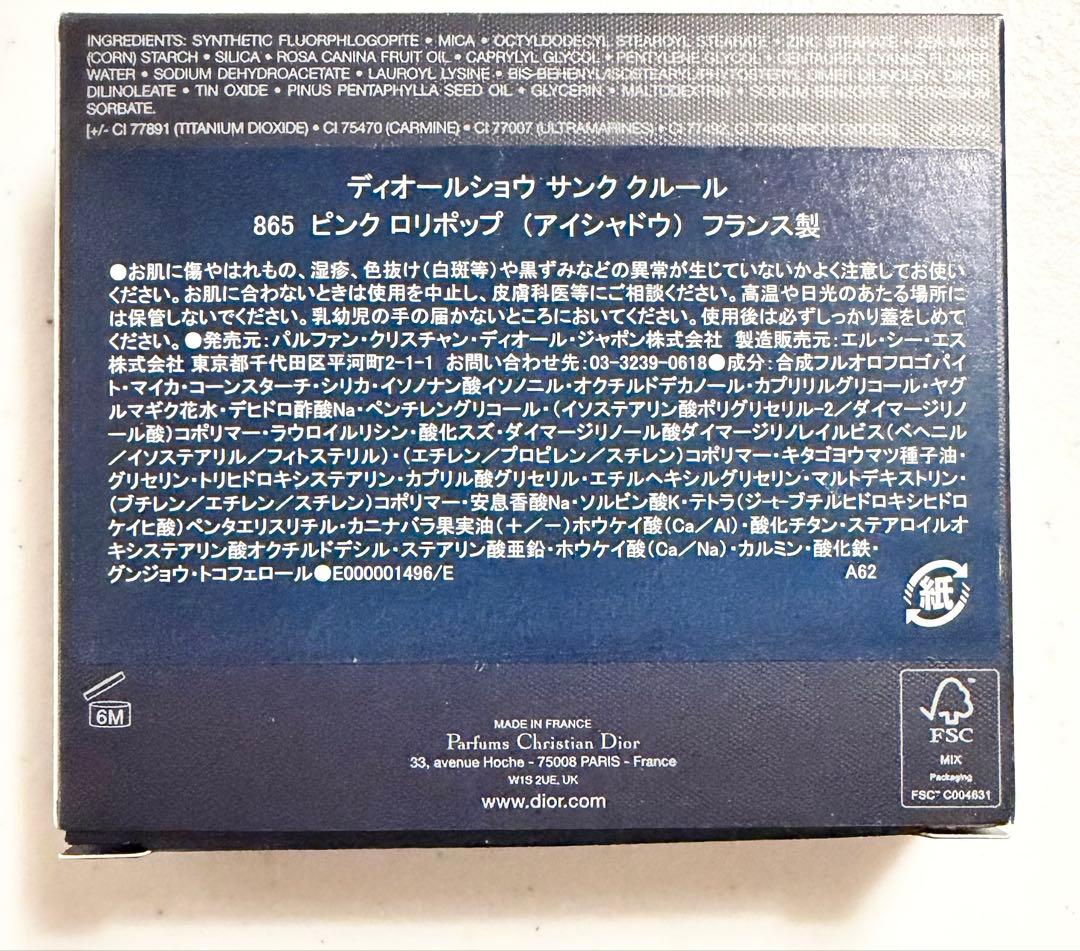 INGREDIENTS: SYNTHETIC FLUORPHLOGOPITE • MICA • OCTYLDODECYL STEAROYL STEARATE • ZINC STEARATE • ZEA MAYS
(CORN) STARCH • SILICA • ROSA CANINA FRUIT OIL • CAPRYLYL GLYCOL • PENTYLENE GLYCOL • CENTAUREA CYANUS FLOWER
WATER • SODIUM DEHYDROACETATE • LAUROYL LYSINE • BIS-BEHENYL/ISOSTEARYL/PHYTOSTERYL DIMER DILINOLEYL DIMER
DILINOLEATE • TIN OXIDE • PINUS PENTAPHYLLA SEED OIL • GLYCERIN • MALTODEXTRIN • SODIUM BENZOATE • POTASSIUM
SORBATE.
[+/- CI 77891 (TITANIUM DIOXIDE) • CI 75470 (CARMINE) • CI 77007 (ULTRAMARINES) • CI 77492, CI 77499 (IRON OXIDES)]
ディオールショウ サンク クルール
865 ピンク ロリポップ （アイシャドウ） フランス製
●お肌に傷やはれもの、湿疹、色抜け（白斑等）や黒ずみなどの異常が生じていないかよく注意してお使い
ください。お肌に合わないときは使用を中止し、皮膚科医等にご相談ください。高温や日光のあたる場所に
は保管しないでください。乳幼児の手の届かないところにおいてください。使用後は必ずしっかり蓋をしめて
ください。●発売元：パルファン・クリスチャン・ディオール・ジャポン株式会社 製造販売元：エル・シー・エス
株式会社 東京都千代田区平河町2-1-1 お問い合わせ先：03-3239-0618●成分：合成フルオロフロゴパイ
ト・マイカ・コーンスターチ・シリカ・イソノナン酸イソノニル・オクチルドデカノール・カプリリルグリコール・ヤグ
ルマギク花水・デヒドロ酢酸Na・ペンチレングリコール・（イソステアリン酸ポリグリセリル-2／ダイマージリノ
ール酸）コポリマー・ラウロイルリシン・酸化スズ・ダイマージリノール酸ダイマージリノレイルビス（ベヘニル
／イソステアリル／フィトステリル）・（エチレン／プロピレン／スチレン）コポリマー・キタゴヨウマツ種子油・
グリセリン・トリヒドロキシステアリン・カプリル酸グリセリル・エチルヘキシルグリセリン・マルトデキストリン・
（ブチレン／エチレン／スチレン）コポリマー・安息香酸Na・ソルビン酸K・テトラ（ジ-t-ブチルヒドロキシヒドロ
ケイヒ酸）ペンタエリスリチル・カニナバラ果実油（＋／－）ホウケイ酸（Ca／Al）・酸化チタン・ステアロイルオ
キシステアリン酸オクチルドデシル・ステアリン酸亜鉛・ホウケイ酸（Ca／Na）・カルミン・酸化鉄・
グンジョウ・トコフェロール●E000001496/E A62
紙
6M
MADE IN FRANCE
Parfums Christian Dior
33, avenue Hoche - 75008 PARIS - France
W1S 2UE, UK
www.dior.com
FSC
MIX
Packaging
FSC™ C004631